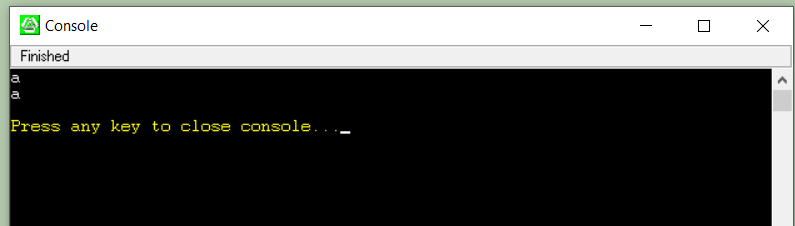 Console
Finished
a
a
Press any key to close console...